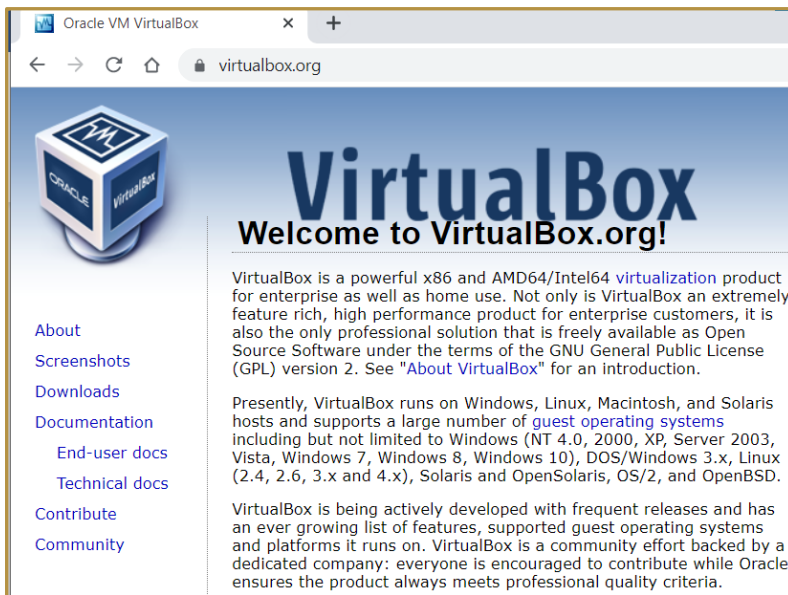 Oracle VM VirtualBox
virtualbox.org
ORACLE
VirtualBox
VirtualBox
Welcome to VirtualBox.org!
VirtualBox is a powerful x86 and AMD64/Intel64 virtualization product
for enterprise as well as home use. Not only is VirtualBox an extremely
feature rich, high performance product for enterprise customers, it is
also the only professional solution that is freely available as Open
Source Software under the terms of the GNU General Public License
(GPL) version 2. See "About VirtualBox" for an introduction.
Presently, VirtualBox runs on Windows, Linux, Macintosh, and Solaris
hosts and supports a large number of guest operating systems
including but not limited to Windows (NT 4.0, 2000, XP, Server 2003,
Vista, Windows 7, Windows 8, Windows 10), DOS/Windows 3.x, Linux
(2.4, 2.6, 3.x and 4.x), Solaris and OpenSolaris, OS/2, and OpenBSD.
VirtualBox is being actively developed with frequent releases and has
an ever growing list of features, supported guest operating systems
and platforms it runs on. VirtualBox is a community effort backed by a
dedicated company: everyone is encouraged to contribute while Oracle
ensures the product always meets professional quality criteria.
About
Screenshots
Downloads
Documentation
End-user docs
Technical docs
Contribute
Community